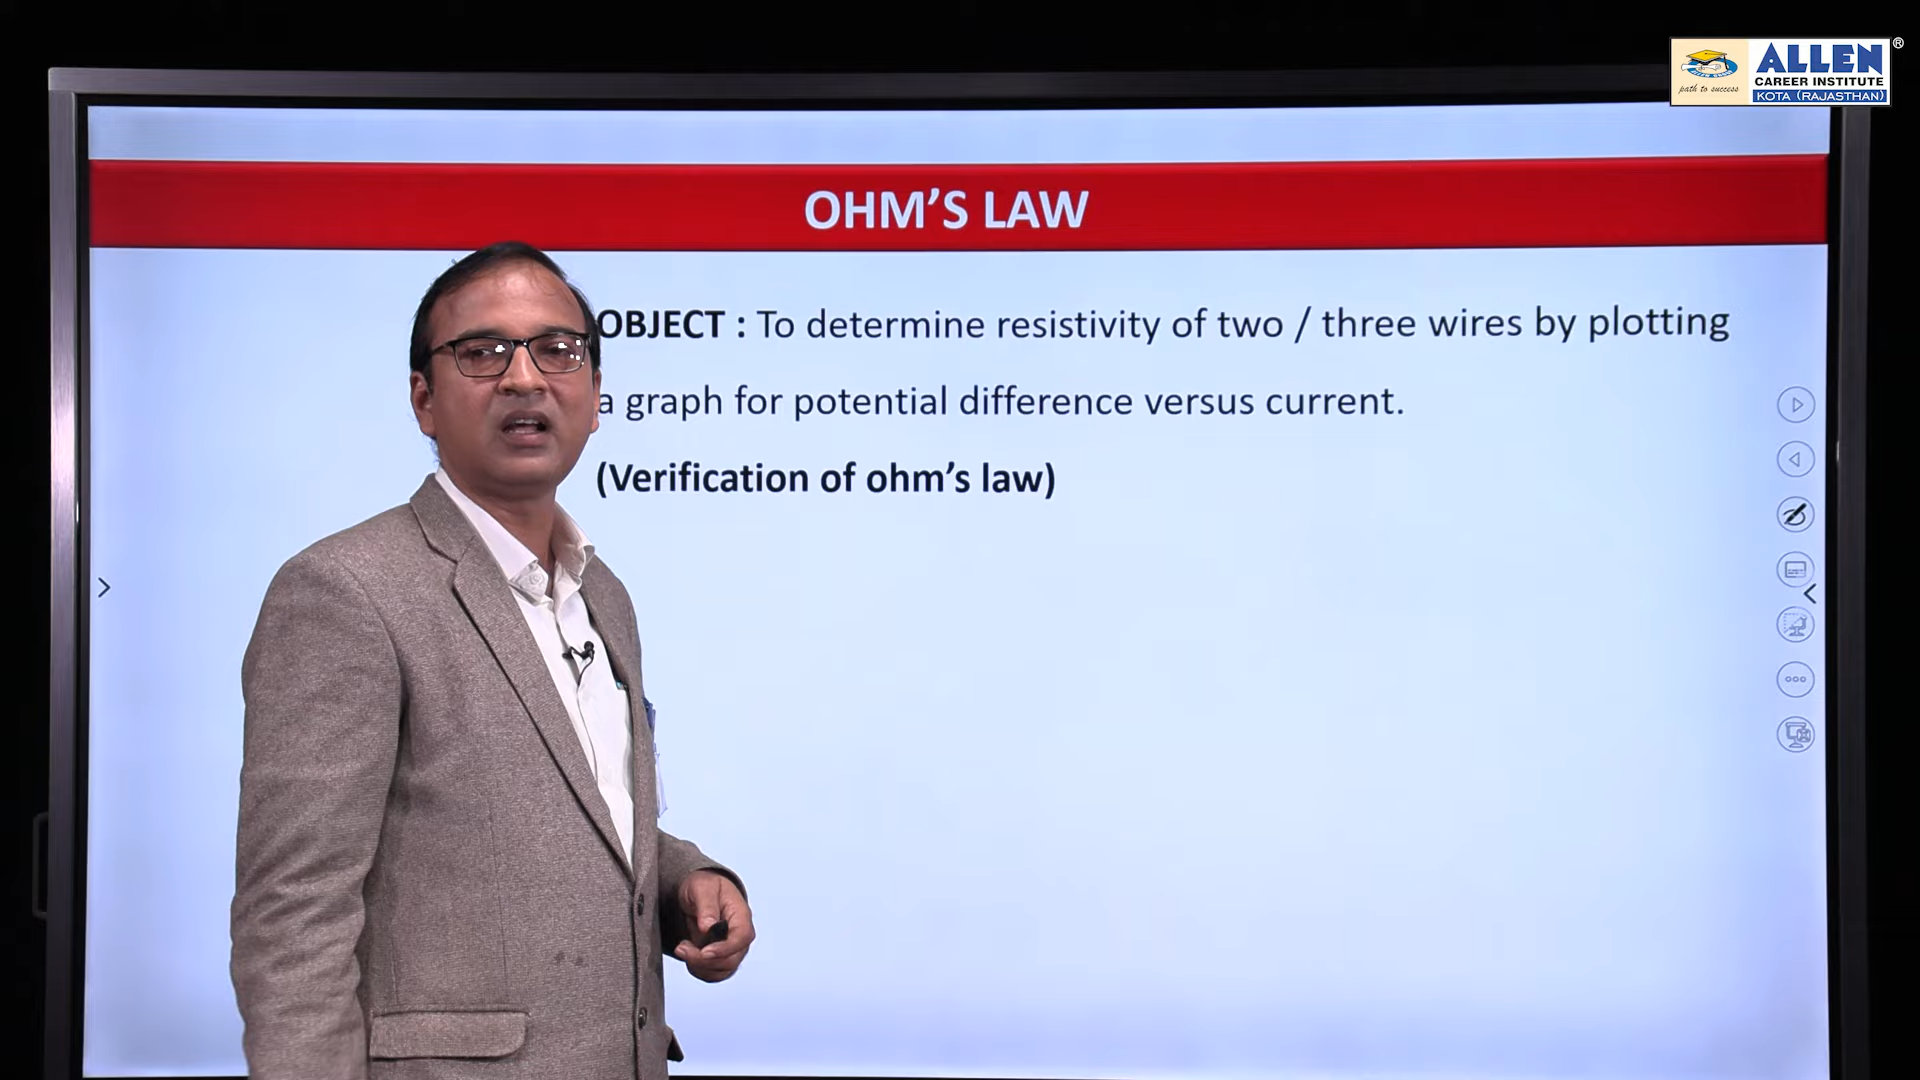 path to success
ALLEN
®
CAREER INSTITUTE
KOTA (RAJASTHAN)
OHM’S LAW
OBJECT : To determine resistivity of two / three wires by plotting
a graph for potential difference versus current.
(Verification of ohm’s law)